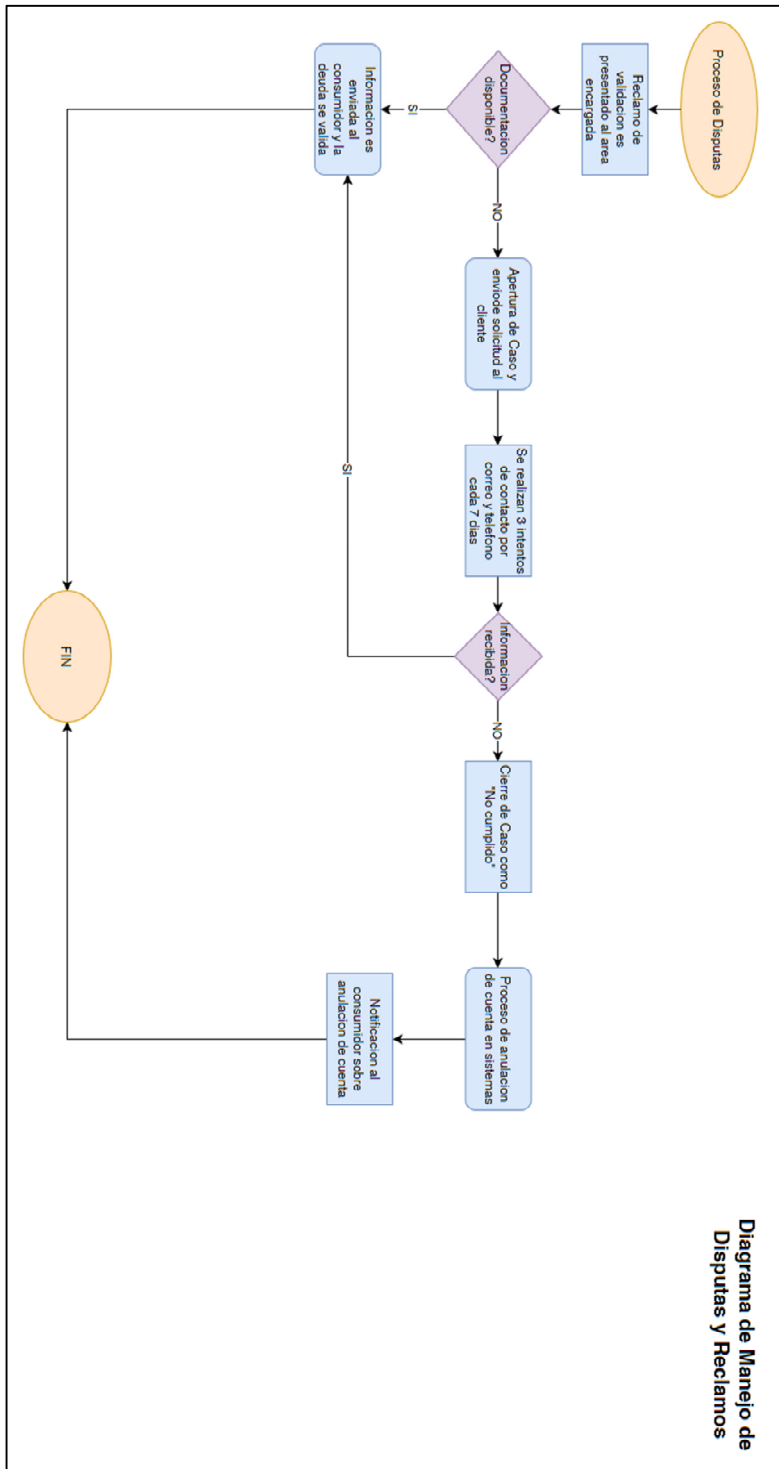 Diagrama de Manejo de
Disputas y Reclamos
Proceso de Disputas
Reclamo de
validacion es
presentado al area
encargada
Documentacion
disponible?
SI
NO
Informacion es
enviada al
consumidor y la
deuda se valida
Apertura de Caso y
enviode solicitud al
cliente
Se realizan 3 intentos
de contacto por
correo y telefono
cada 7 dias
Informacion
recibida?
SI
NO
Cierre de Caso como
"No cumplido"
Proceso de anulacion
de cuenta en sistemas
Notificacion al
consumidor sobre
anulacion de cuenta
FIN